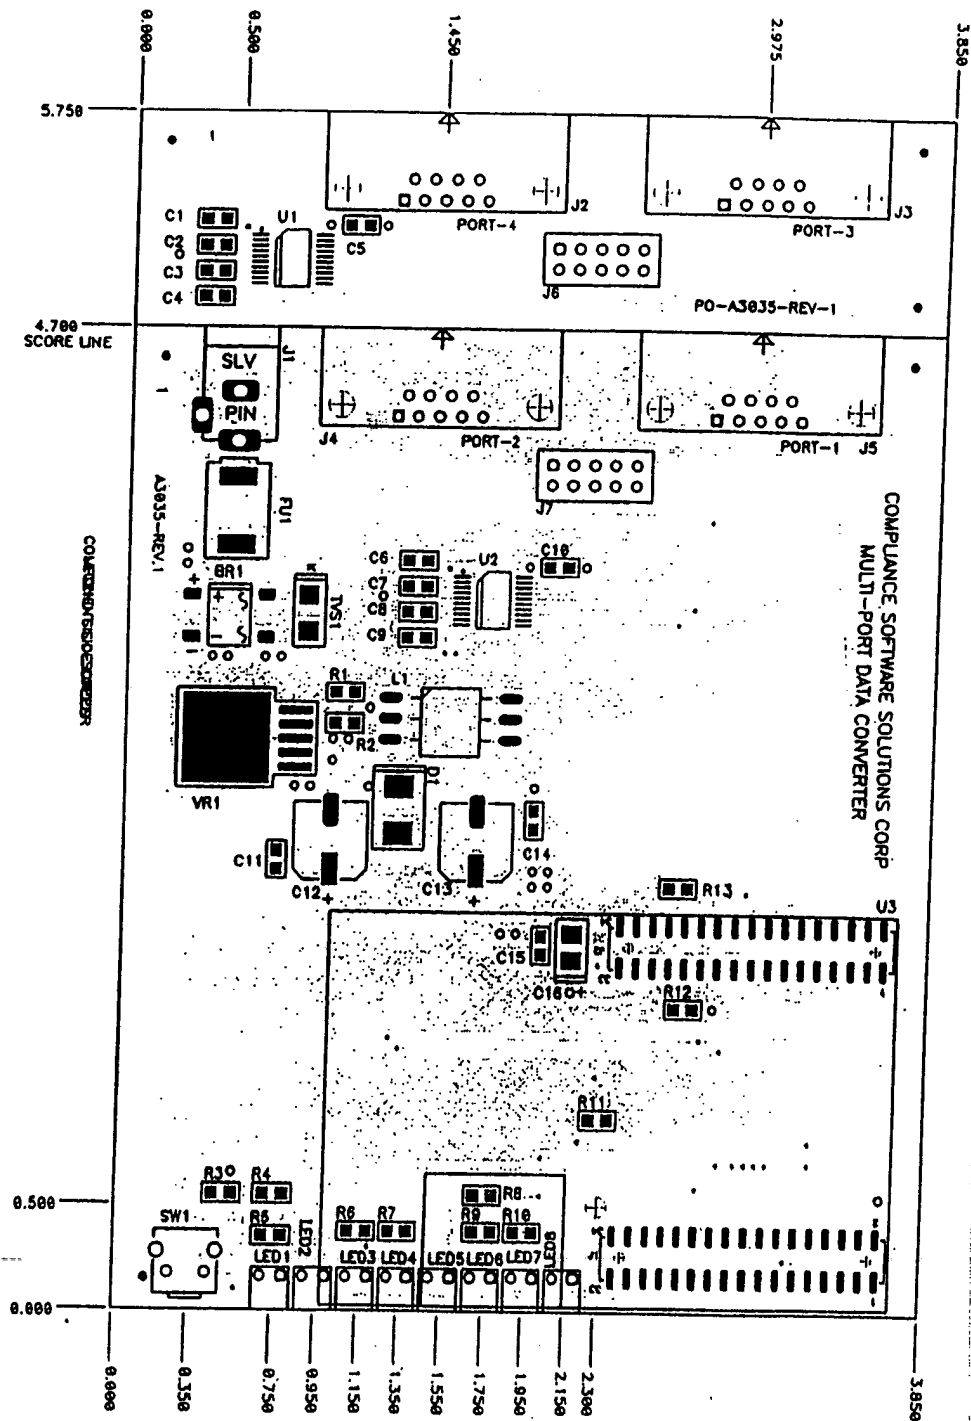 0.000
0.500
1.450
2.975
3.850
5.750
1
C1
U1
C2
C3
C4
C5
J2
PORT-4
J3
PORT-3
J6
PO-A3035-REV-1
4.700
SCORE LINE
J1
SLV
PIN
1
J4
PORT-2
PORT-1
J5
J7
FU1
A3035-REV.1
COMPLIANCE SOFTWARE SOLUTIONS CORP
MULTI-PORT DATA CONVERTER
BR1
+
-
TVS1
C6
C7
C8
C9
U2
C10
R1
R2
L1
VR1
D1
C11
C12
+
C13
+
C14
R13
U3
C15
C16
+
R12
R11
0.500
R3
R4
R5
SW1
LED1
LED2
R6
R7
LED3
LED4
R8
R9
R10
LED5
LED6
LED7
LED8
0.000
0.000
0.350
0.750
0.950
1.150
1.350
1.550
1.750
1.950
2.150
2.300
3.850